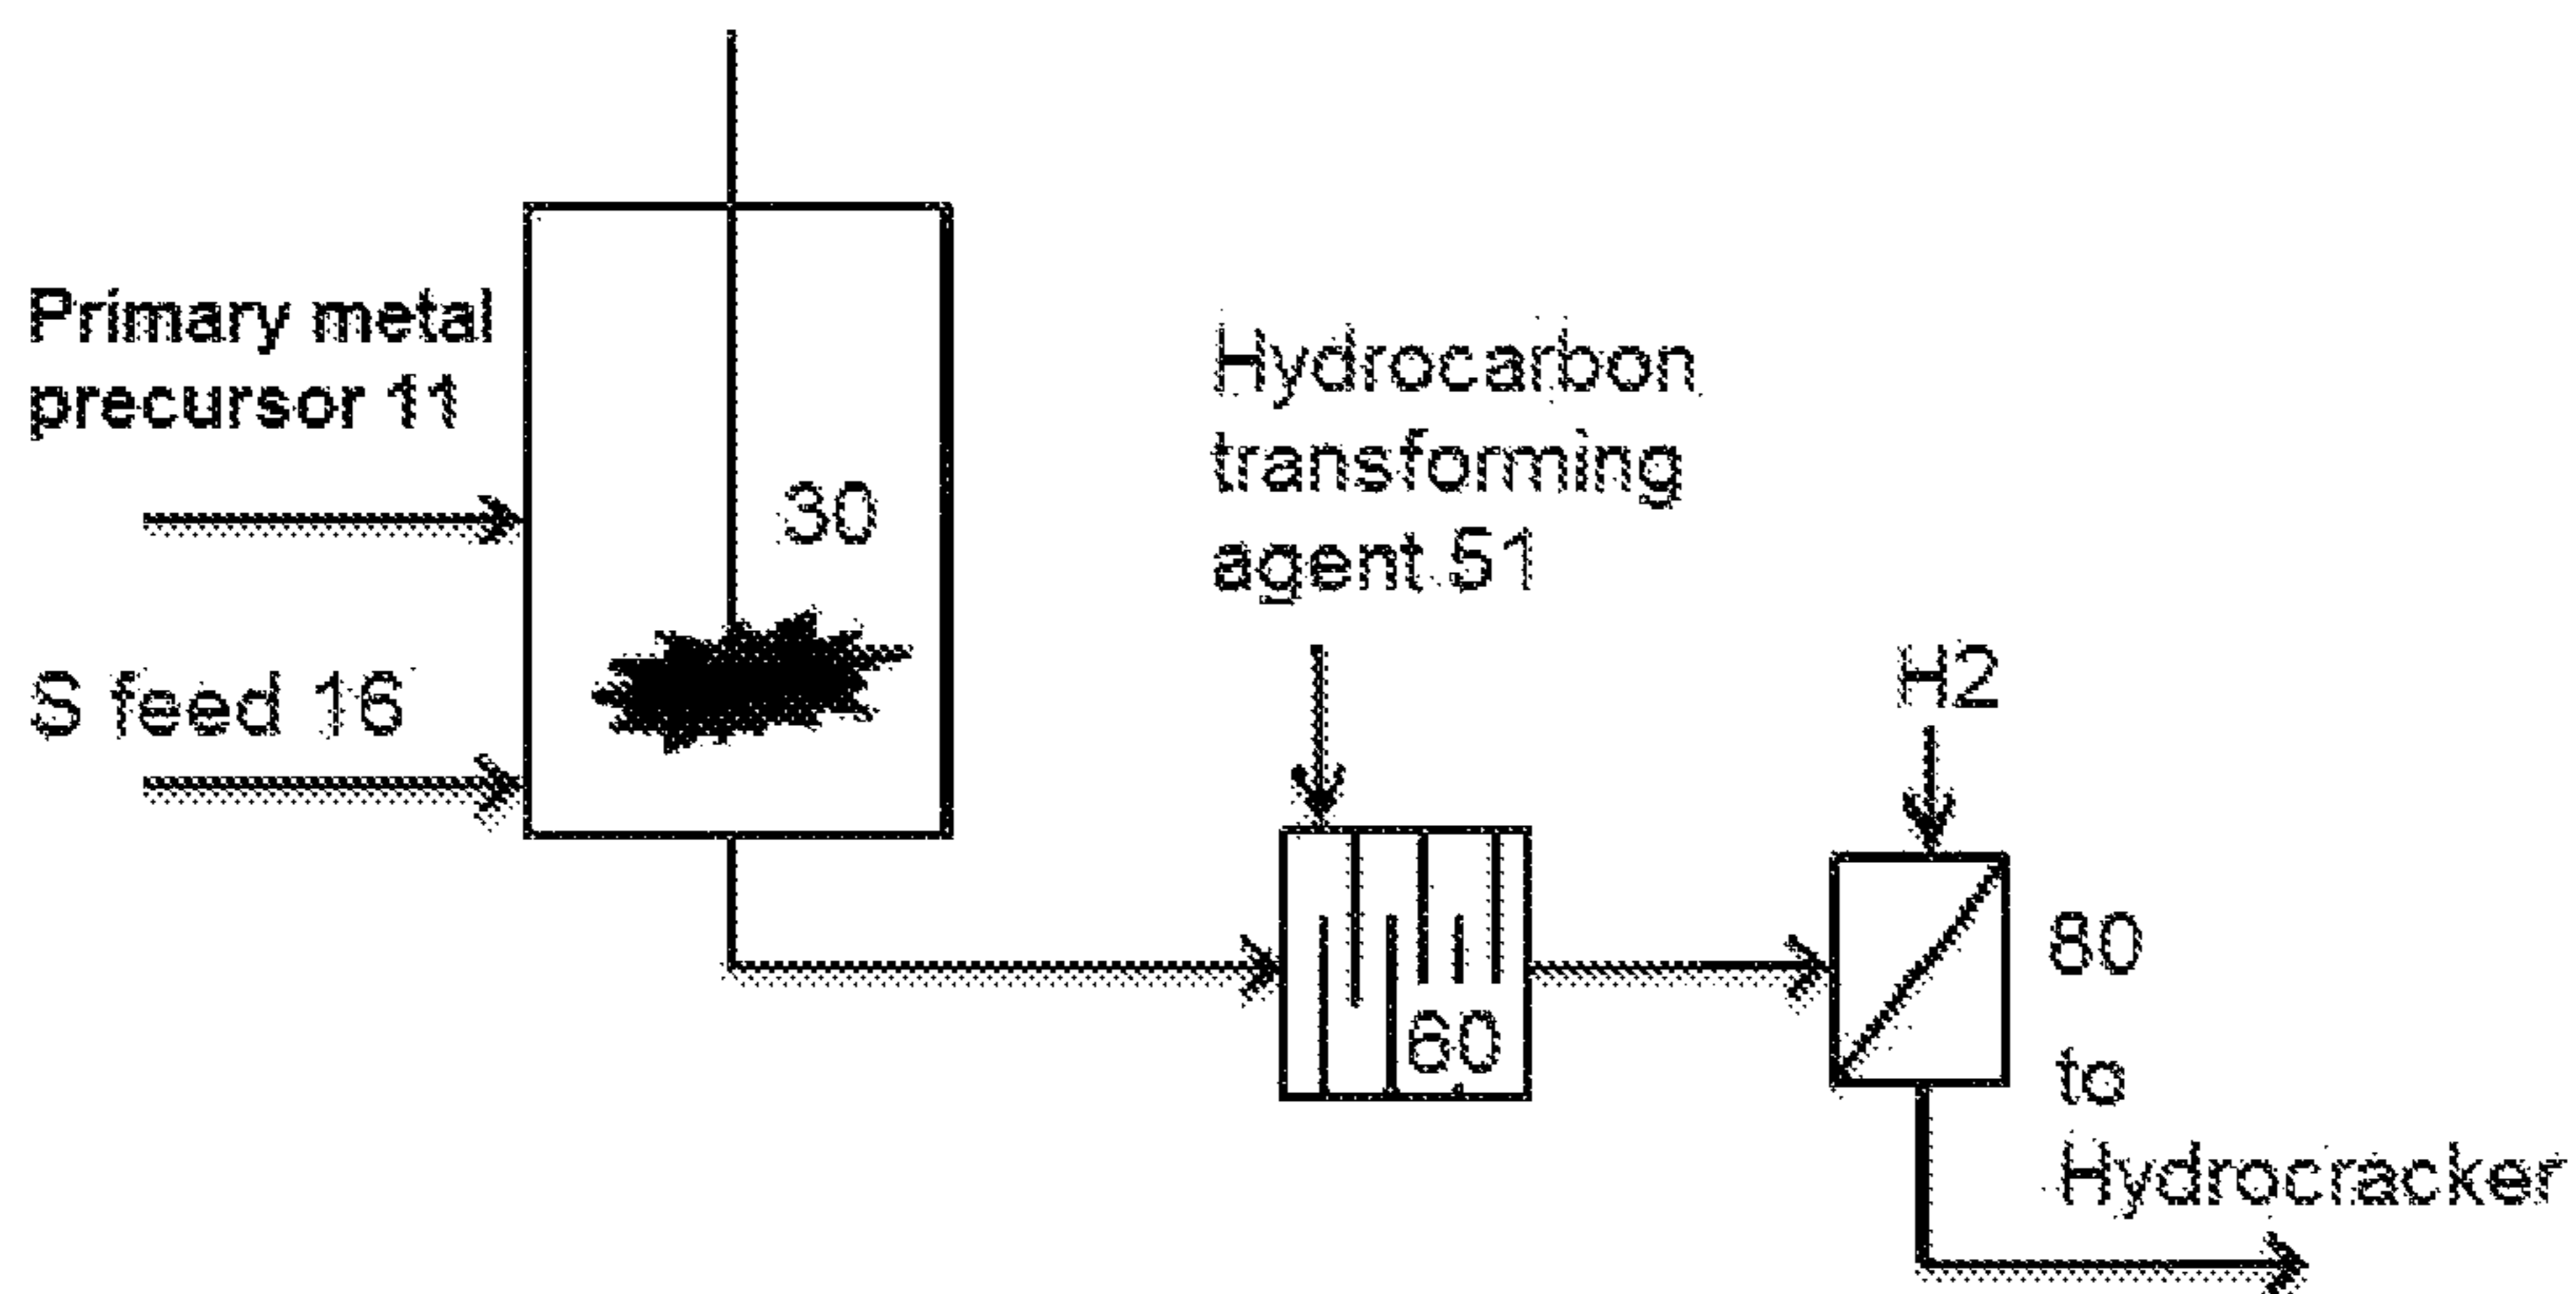 Primary metal
precursor 11
30
S feed 16
Hydrocarbon
transforming
agent 51
60
H2
80
to
Hydrocracker